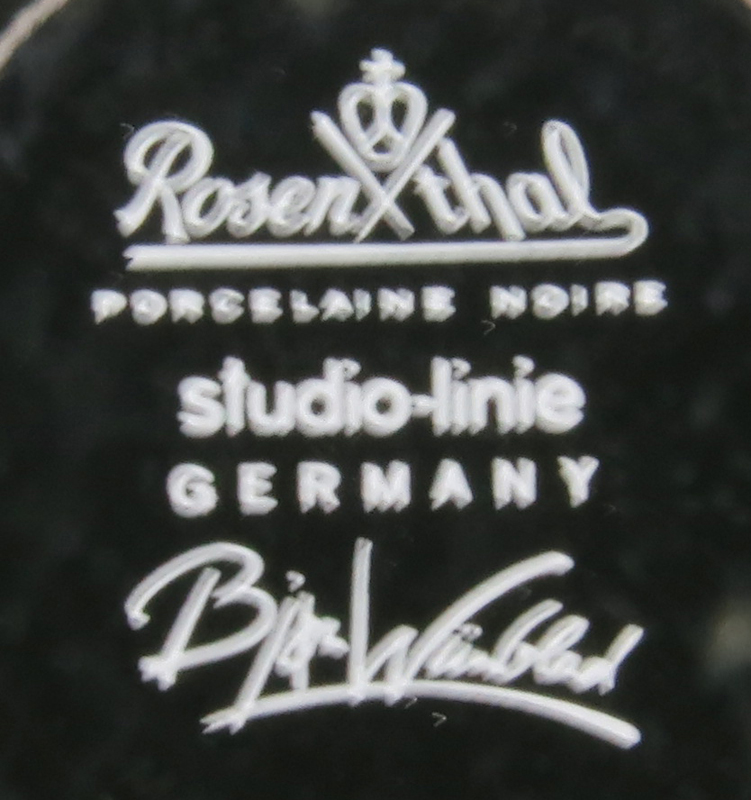 Rosenthal
PORCELAINE NOIRE
studio-linie
GERMANY
Bjørn Wiinblad